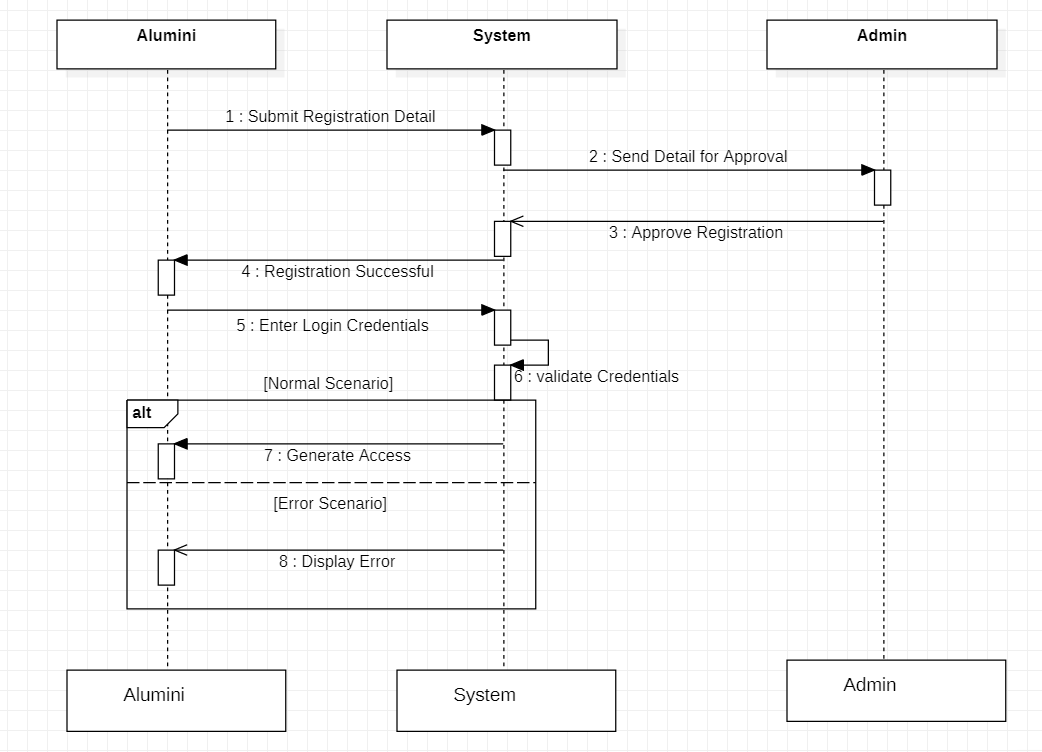 Alumini
System
Admin
1 : Submit Registration Detail
2 : Send Detail for Approval
3 : Approve Registration
4 : Registration Successful
5 : Enter Login Credentials
6 : validate Credentials
[Normal Scenario]
alt
7 : Generate Access
[Error Scenario]
8 : Display Error
Alumini
System
Admin